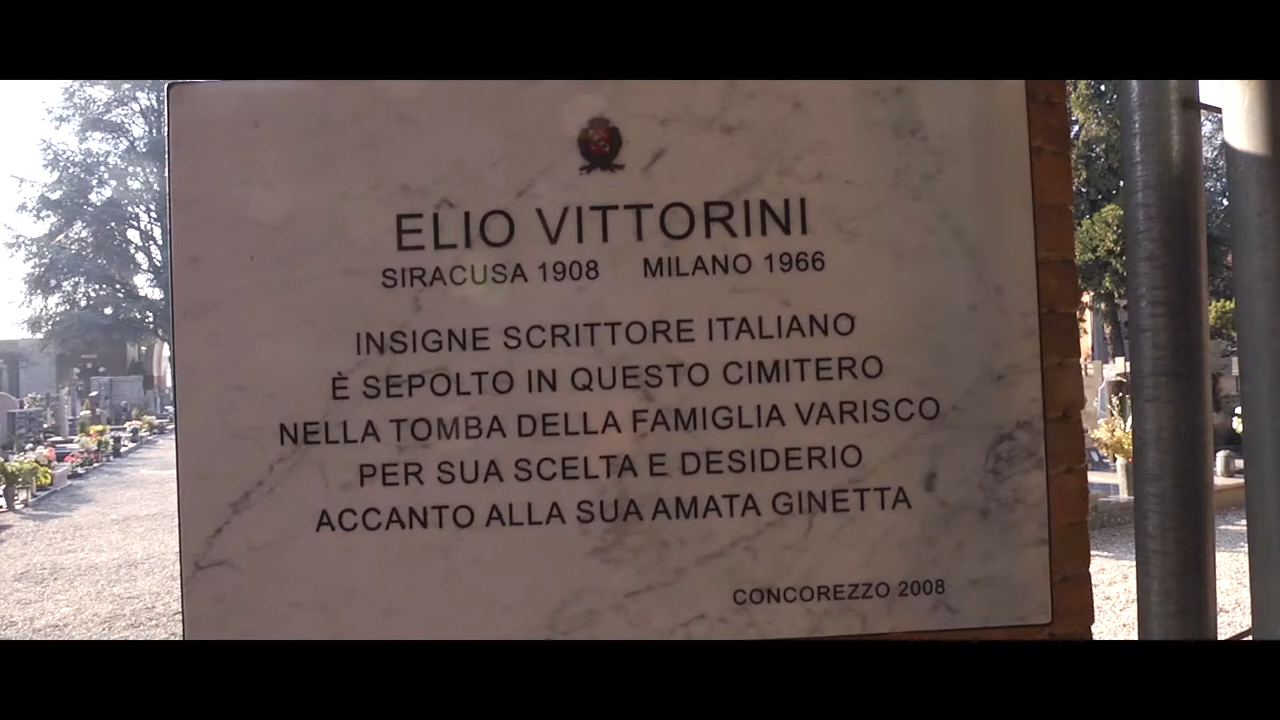 ELIO VITTORINI
SIRACUSA 1908 MILANO 1966
INSIGNE SCRITTORE ITALIANO
È SEPOLTO IN QUESTO CIMITERO
NELLA TOMBA DELLA FAMIGLIA VARISCO
PER SUA SCELTA E DESIDERIO
ACCANTO ALLA SUA AMATA GINETTA
CONCOREZZO 2008